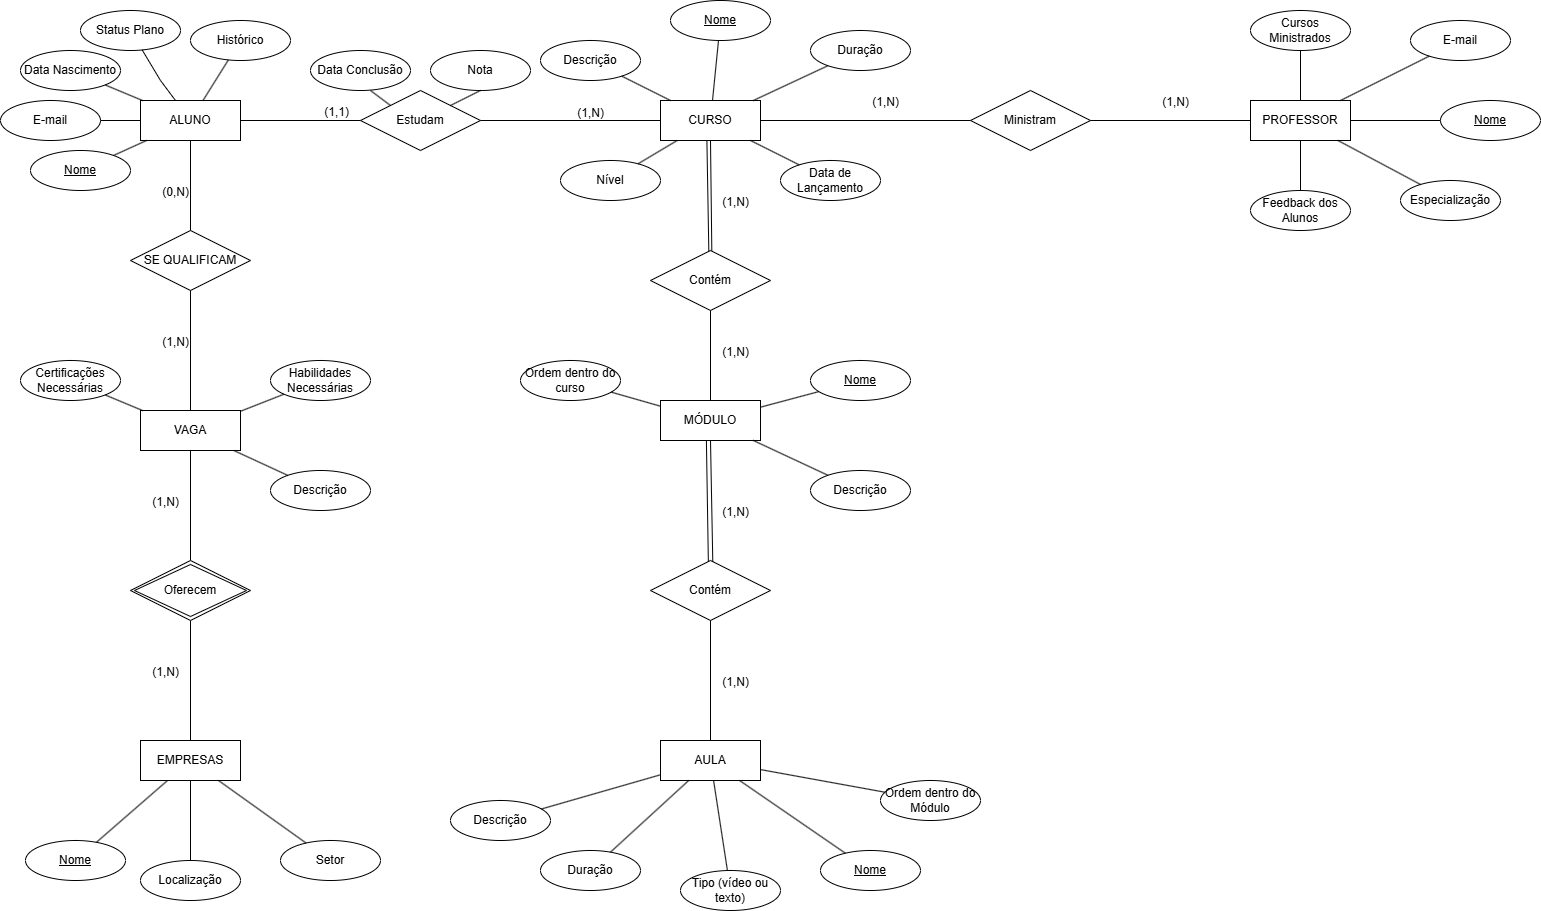 Nome
Status Plano
Histórico
Cursos
Ministrados
E-mail
Descrição
Duração
Data Nascimento
Data Conclusão
Nota
E-mail
ALUNO
(1,1)
Estudam
(1,N)
CURSO
(1,N)
Ministram
(1,N)
PROFESSOR
Nome
Nome
Nível
Data de
Lançamento
(0,N)
(1,N)
Feedback dos
Alunos
Especialização
SE QUALIFICAM
Contém
(1,N)
(1,N)
Certificações
Necessárias
Habilidades
Necessárias
Ordem dentro do
curso
Nome
VAGA
MÓDULO
Descrição
Descrição
(1,N)
(1,N)
Oferecem
Contém
(1,N)
(1,N)
EMPRESAS
AULA
Ordem dentro do
Módulo
Descrição
Nome
Localização
Setor
Duração
Tipo (vídeo ou
texto)
Nome